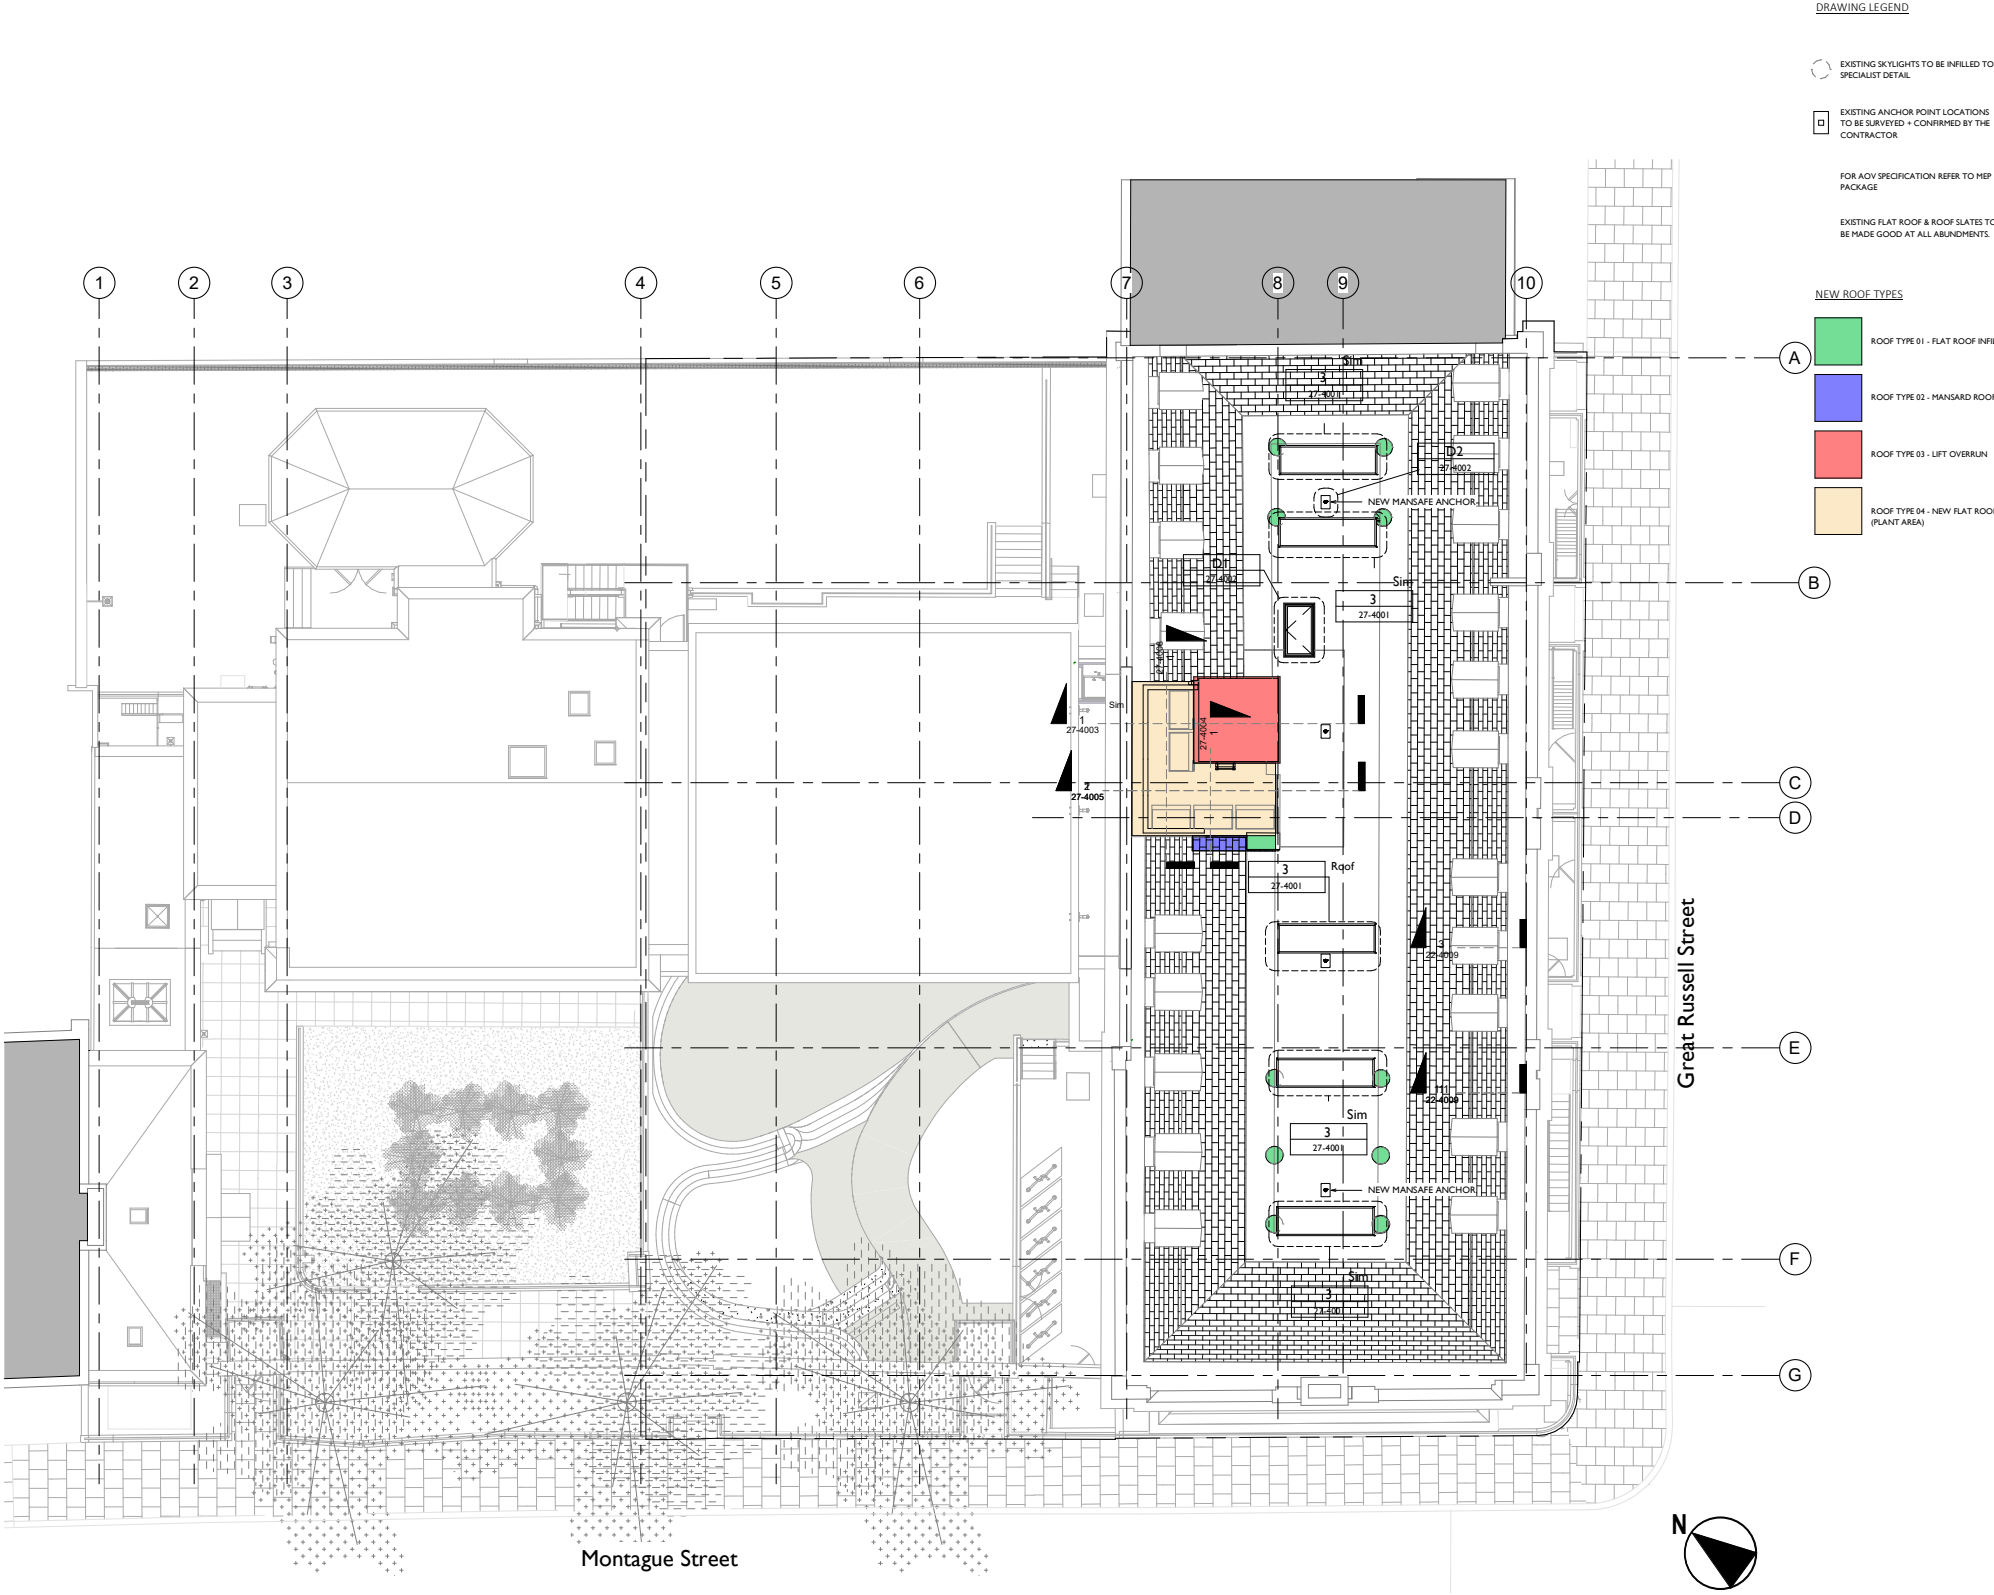 DRAWING LEGEND
EXISTING SKYLIGHTS TO BE INFILLED TO
SPECIALIST DETAIL
EXISTING ANCHOR POINT LOCATIONS
TO BE SURVEYED + CONFIRMED BY THE
CONTRACTOR
FOR AOV SPECIFICATION REFER TO MEP
PACKAGE
EXISTING FLAT ROOF & ROOF SLATES TO
BE MADE GOOD AT ALL ABUNDMENTS.
NEW ROOF TYPES
ROOF TYPE 01 - FLAT ROOF INFIL
ROOF TYPE 02 - MANSARD ROOF
ROOF TYPE 03 - LIFT OVERRUN
ROOF TYPE 04 - NEW FLAT ROOF
(PLANT AREA)
1 2 3 4 5 6 7 8 9 10
A
B
C
D
E
F
G
Sim
3
27-4001
D2
27-4002
NEW MANSAFE ANCHOR
D1
27-4002
Sim
3
27-4001
Sim
1
27-4003
27-4004
1
2
27-4005
3
27-4001
Roof
3
22-4009
22-4009
Sim
3
27-4001
NEW MANSAFE ANCHOR
Sim
3
27-4001
Great Russell Street
Montague Street
N